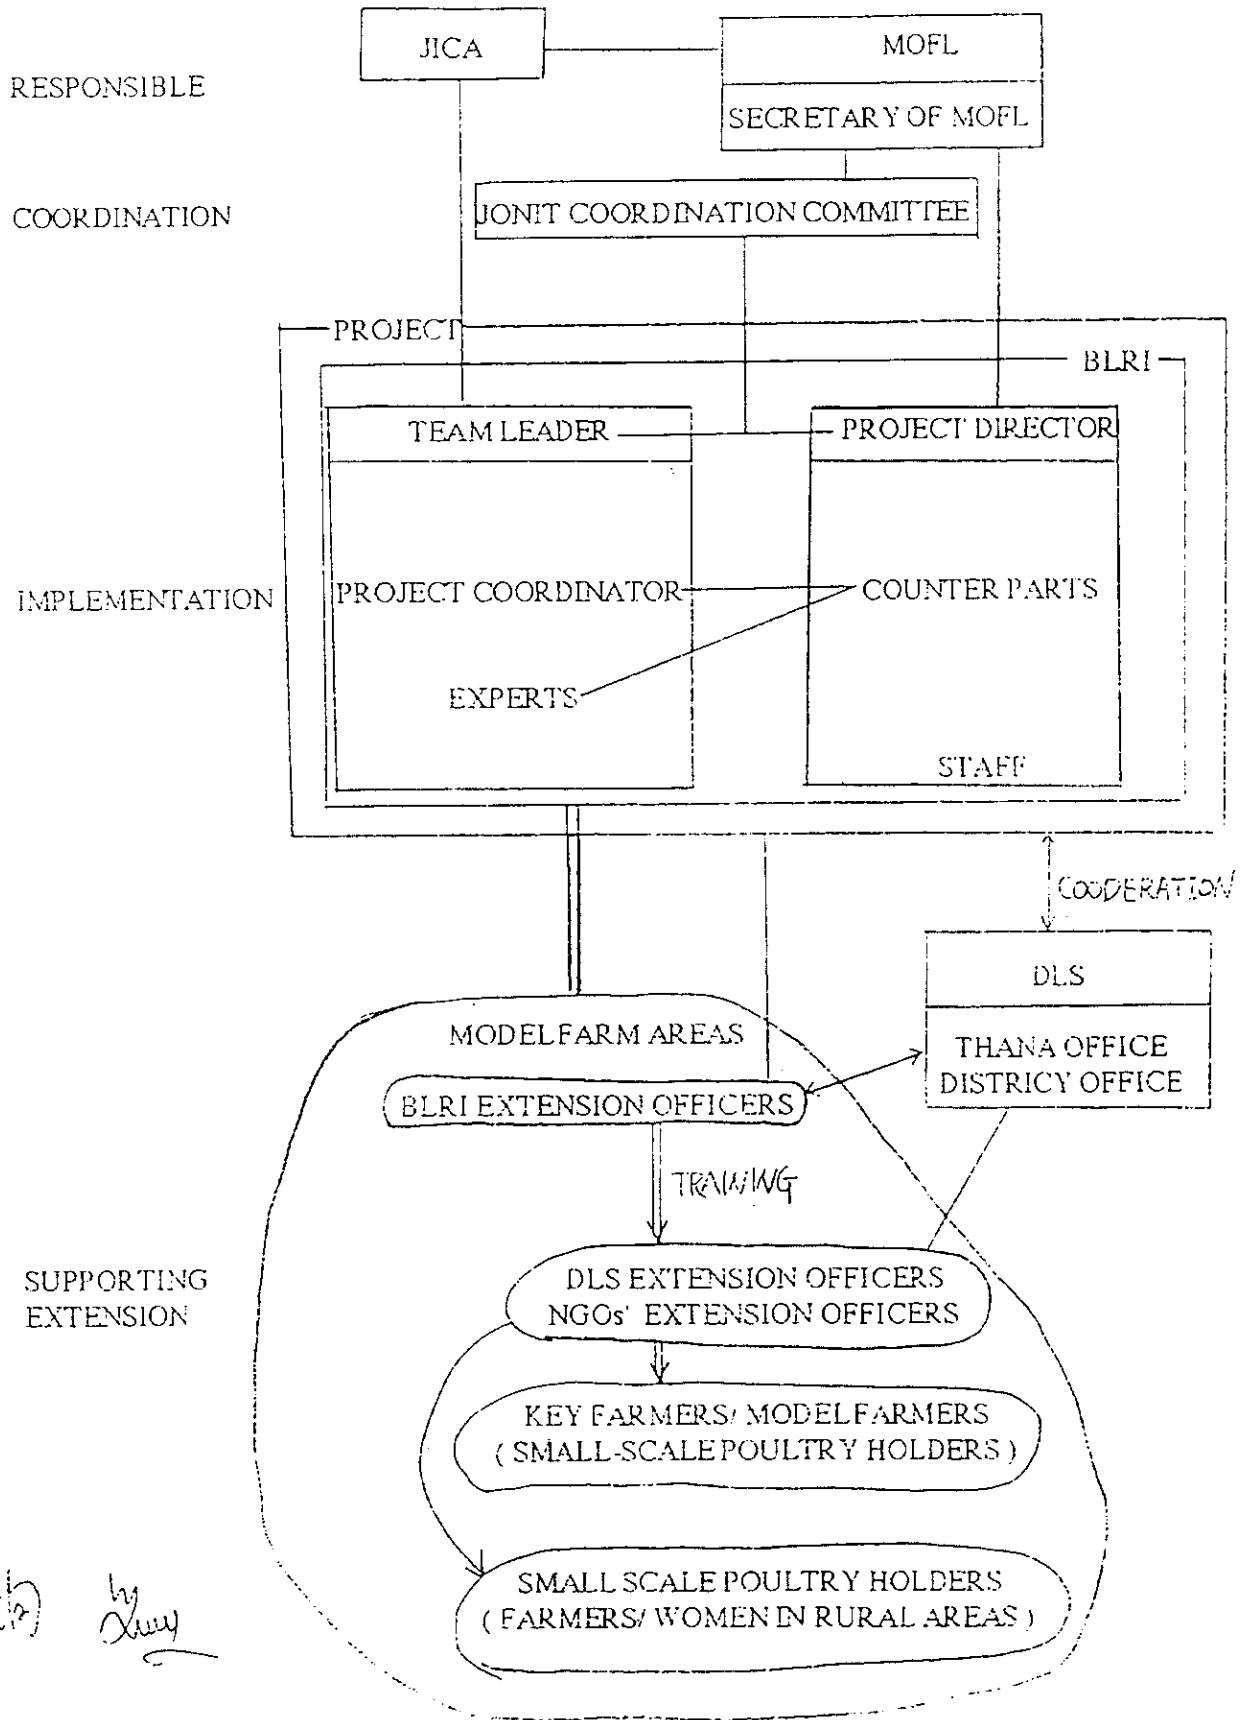 JICA
MOFL
RESPONSIBLE
SECRETARY OF MOFL
COORDINATION
JONIT COORDINATION COMMITTEE
PROJECT
BLRI
TEAM LEADER
PROJECT DIRECTOR
IMPLEMENTATION
PROJECT COORDINATOR
COUNTER PARTS
EXPERTS
STAFF
COODERATION
DLS
MODEL FARM AREAS
THANA OFFICE
DISTRICY OFFICE
BLRI EXTENSION OFFICERS
TRAINING
SUPPORTING
EXTENSION
DLS EXTENSION OFFICERS
NGOs' EXTENSION OFFICERS
KEY FARMERS/ MODEL FARMERS
( SMALL-SCALE POULTRY HOLDERS )
SMALL SCALE POULTRY HOLDERS
( FARMERS/ WOMEN IN RURAL AREAS )